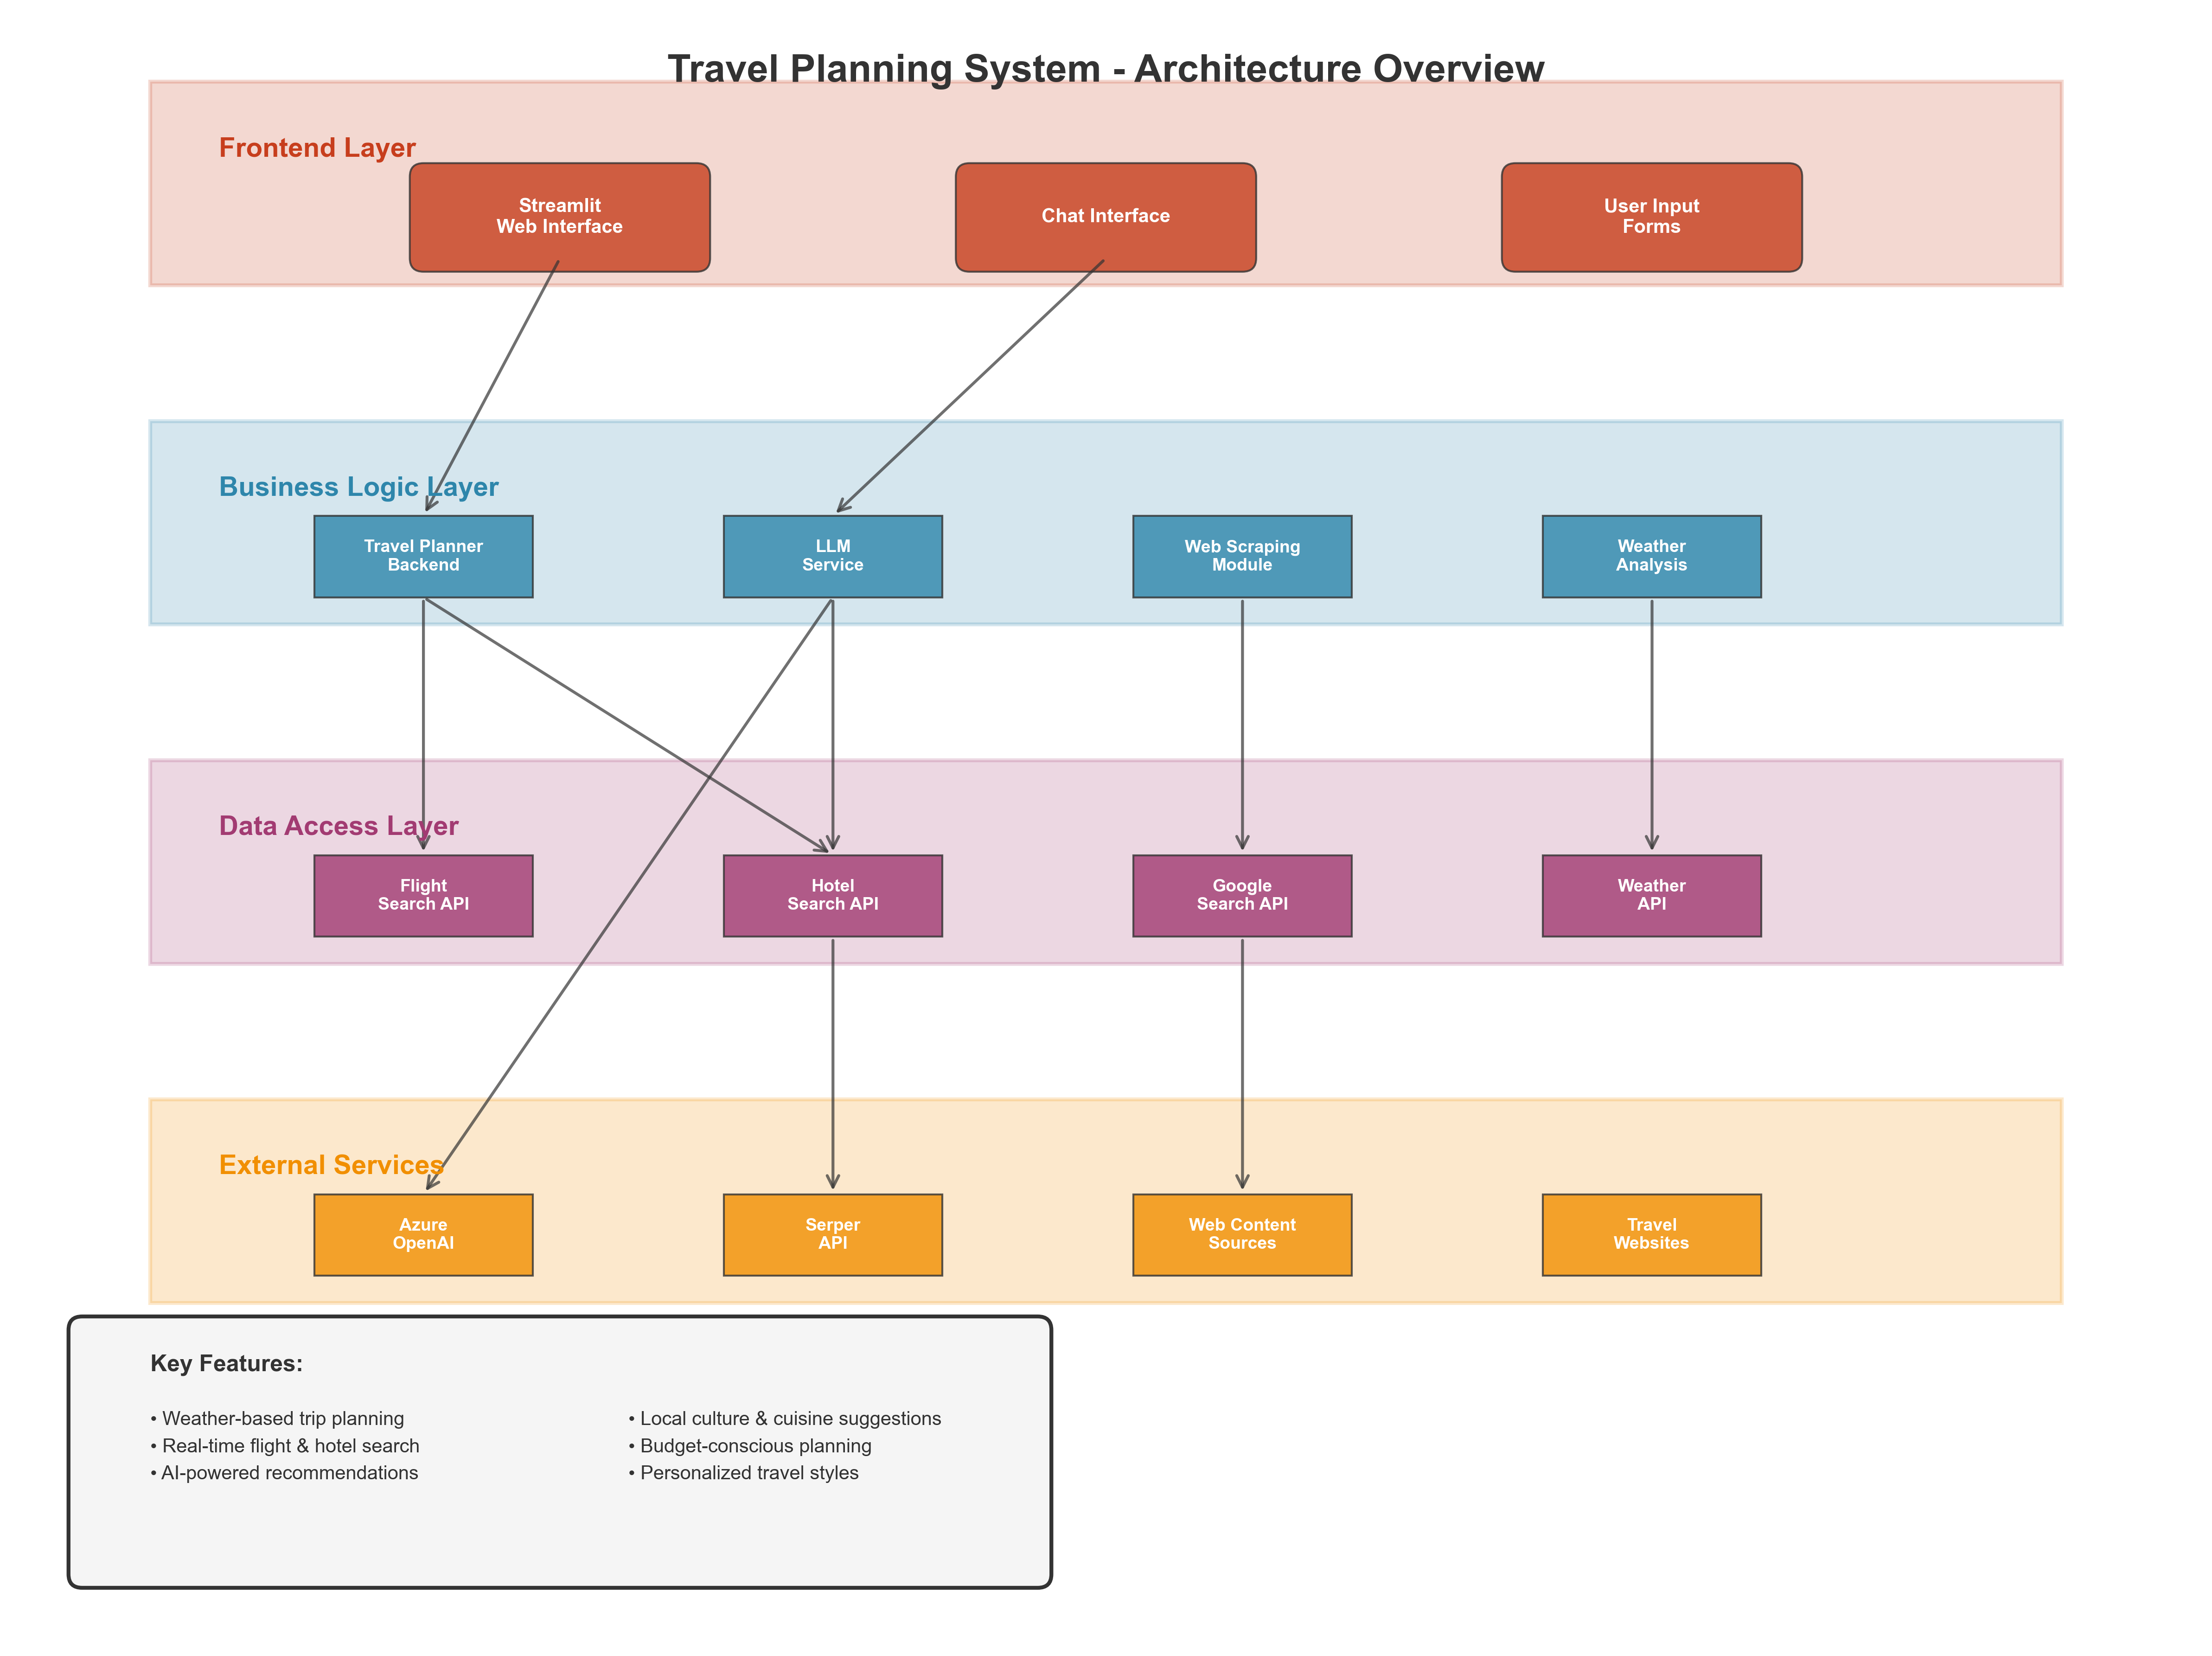 Travel Planning System - Architecture Overview
Frontend Layer
Streamlit
Web Interface
Chat Interface
User Input
Forms
Business Logic Layer
Travel Planner
Backend
LLM
Service
Web Scraping
Module
Weather
Analysis
Data Access Layer
Flight
Search API
Hotel
Search API
Google
Search API
Weather
API
External Services
Azure
OpenAI
Serper
API
Web Content
Sources
Travel
Websites
Key Features:
• Weather-based trip planning
• Real-time flight & hotel search
• AI-powered recommendations
• Local culture & cuisine suggestions
• Budget-conscious planning
• Personalized travel styles